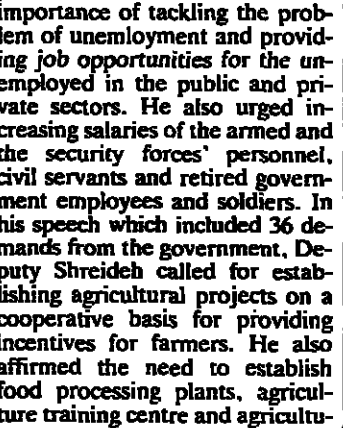 importance of tackling the prob-
lem of unemloyment and provid-
ing job opportunities for the un-
employed in the public and pri-
vate sectors. He also urged in-
creasing salaries of the armed and
the security forces' personnel,
civil servants and retired govern-
ment employees and soldiers. In
his speech which included 36 de-
mands from the government, De-
puty Shreideh called for estab-
lishing agricultural projects on a
cooperative basis for providing
incentives for farmers. He also
affirmed the need to establish
food processing plants, agricul-
ture training centre and agricultu-